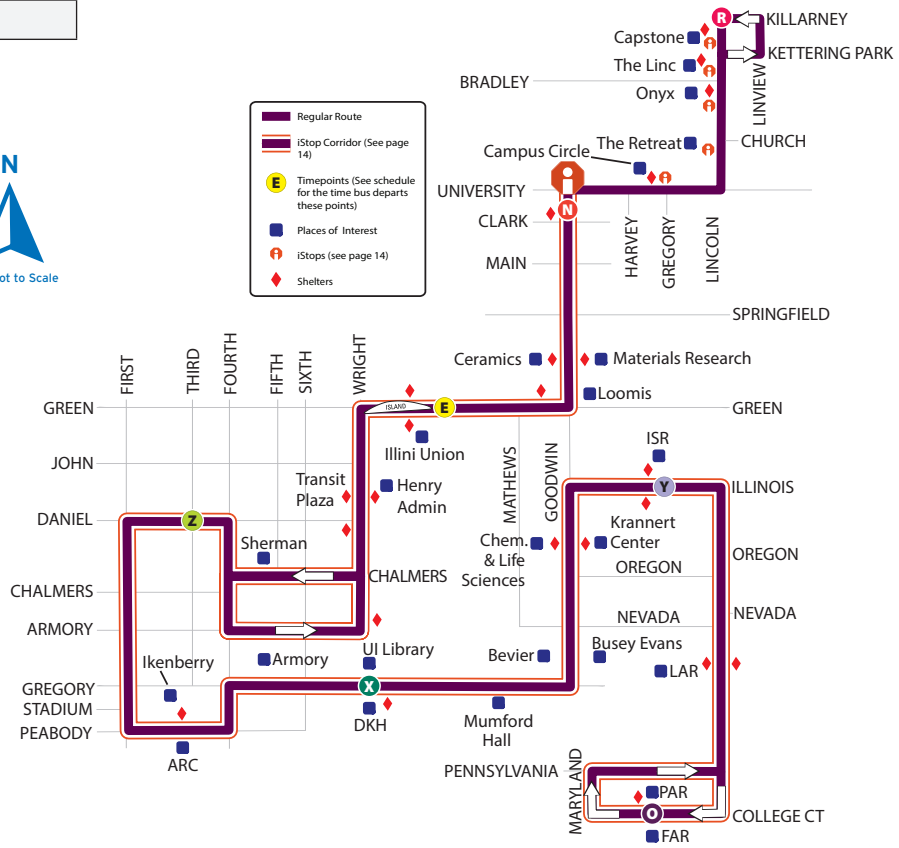 R
KILLARNEY
Capstone
KETTERING PARK
The Linc
BRADLEY
Onyx
LINVIEW
Regular Route
iStop Corridor (See page
14)
E
Timepoints (See schedule
for the time bus departs
these points)
Places of Interest
iStops (see page 14)
Shelters
The Retreat
CHURCH
Campus Circle
N
ot to Scale
UNIVERSITY
N
CLARK
MAIN
HARVEY
GREGORY
LINCOLN
SPRINGFIELD
FIRST
THIRD
FOURTH
FIFTH
SIXTH
WRIGHT
Ceramics
Materials Research
Loomis
GREEN
ISLAND
E
GREEN
Illini Union
ISR
JOHN
MATHEWS
GOODWIN
Transit
Plaza
Henry
Admin
Y
ILLINOIS
DANIEL
Z
Sherman
Chem.
& Life
Sciences
Krannert
Center
OREGON
OREGON
CHALMERS
CHALMERS
NEVADA
NEVADA
ARMORY
Ikenberry
Armory
UI Library
Bevier
Busey Evans
LAR
GREGORY
X
STADIUM
DKH
Mumford
Hall
PEABODY
ARC
PENNSYLVANIA
MARYLAND
PAR
O
COLLEGE CT
FAR